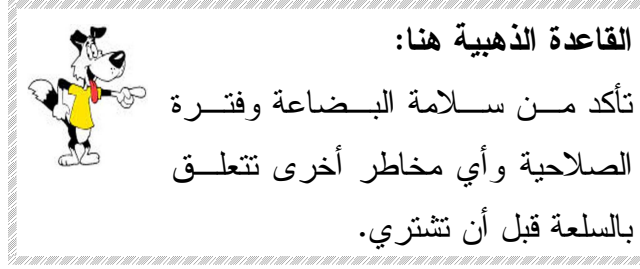 القاعدة الذهبية هنا:
تأكد من سلامة البضاعة وفترة
الصلاحية وأي مخاطر أخرى تتعلق
بالسلعة قبل أن تشتري.